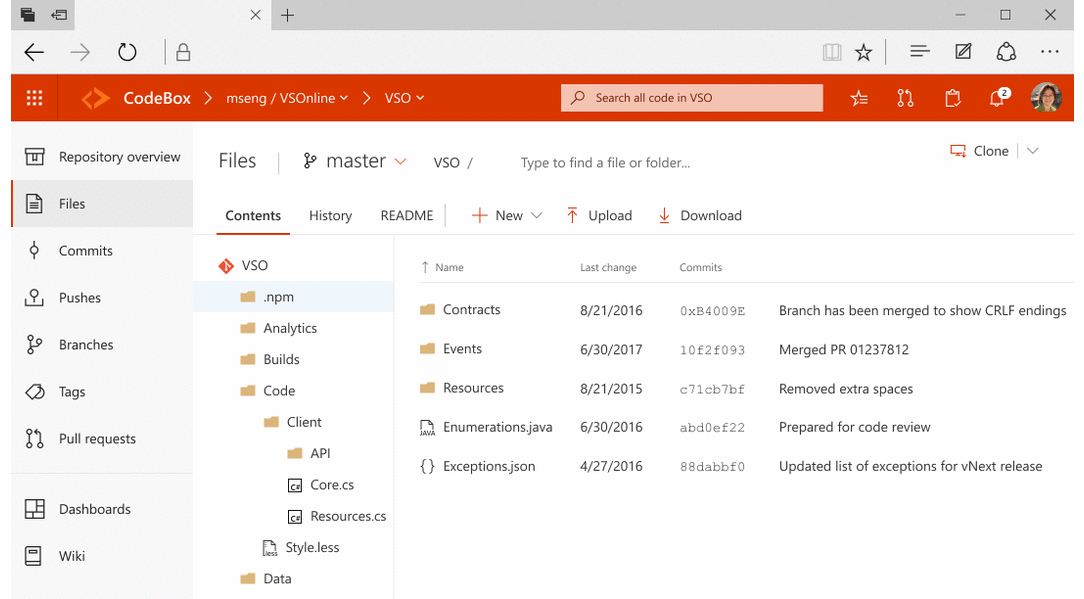 CodeBox > mseng / VSOnline > VSO
Search all code in VSO
2
Repository overview
Files
Commits
Pushes
Branches
Tags
Pull requests
Dashboards
Wiki
Files
master
VSO /
Type to find a file or folder...
Clone
Contents History README New Upload Download
VSO
.npm
Analytics
Builds
Code
Client
API
C# Core.cs
C# Resources.cs
less Style.less
Data
Name Last change Commits
Contracts 8/21/2016 0xB4009E Branch has been merged to show CRLF endings
Events 6/30/2017 10f2f093 Merged PR 01237812
Resources 8/21/2015 c71cb7bf Removed extra spaces
JAVA Enumerations.java 6/30/2016 abd0ef22 Prepared for code review
{} Exceptions.json 4/27/2016 88dabbf0 Updated list of exceptions for vNext release